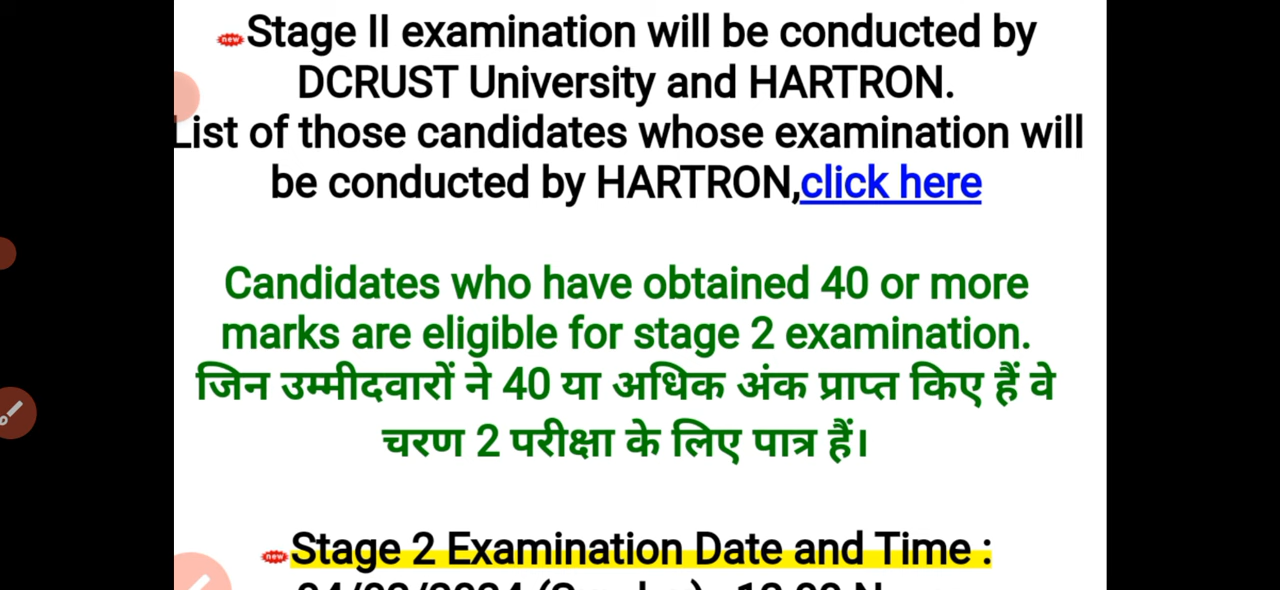 new Stage II examination will be conducted by
DCRUST University and HARTRON.
List of those candidates whose examination will
be conducted by HARTRON,click here
Candidates who have obtained 40 or more
marks are eligible for stage 2 examination.
जिन उम्मीदवारों ने 40 या अधिक अंक प्राप्त किए हैं वे
चरण 2 परीक्षा के लिए पात्र हैं।
new Stage 2 Examination Date and Time :